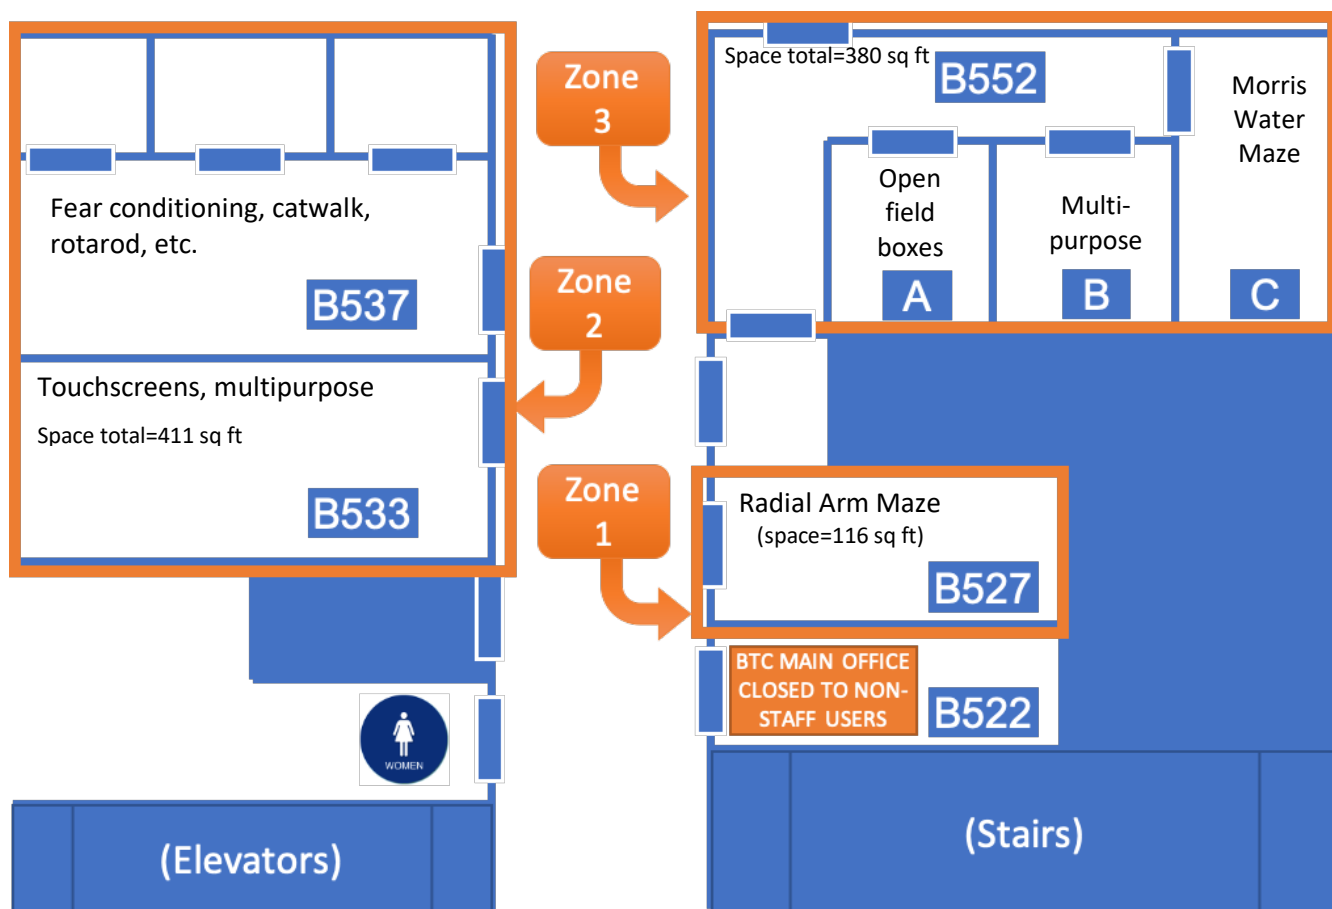 Fear conditioning, catwalk,
rotarod, etc.
B537
Touchscreens, multipurpose
Space total=411 sq ft
B533
WOMEN
(Elevators)
Zone
3
Zone
2
Zone
1
Space total=380 sq ft
B552
Morris
Water
Maze
Open
field
boxes
A
Multi-
purpose
B
C
Radial Arm Maze
(space=116 sq ft)
B527
BTC MAIN OFFICE
CLOSED TO NON-
STAFF USERS
B522
(Stairs)